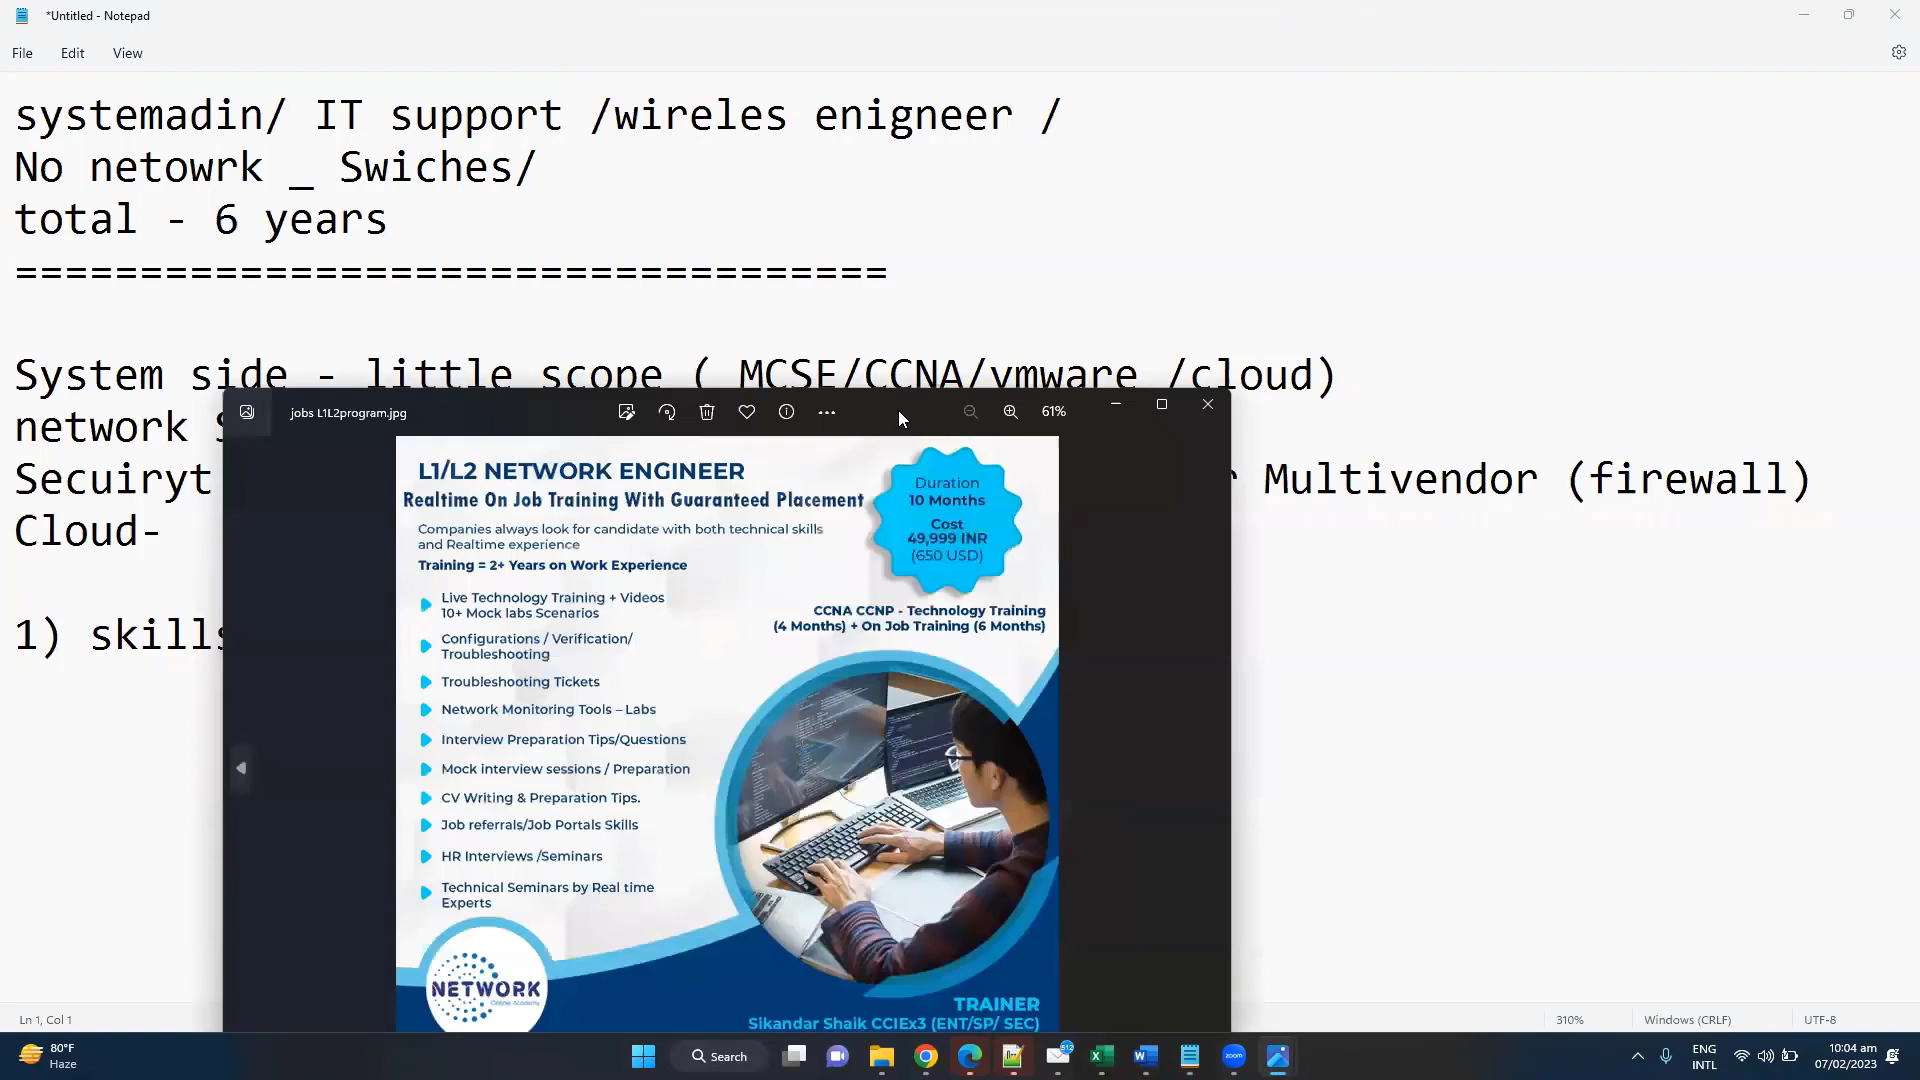 *Untitled - Notepad
File Edit View
systemadin/ IT support /wireles enigneer /
No netowrk _ Swiches/
total - 6 years
===================================
System side - little scope ( MCSE/CCNA/vmware /cloud)
network
Secuiryt
r Multivendor (firewall)
Cloud-
1) skills
jobs L1L2program.jpg
61%
L1/L2 NETWORK ENGINEER
Realtime On Job Training With Guaranteed Placement
Companies always look for candidate with both technical skills
and Realtime experience
Training = 2+ Years on Work Experience
Duration
10 Months
Cost
49,999 INR
(650 USD)
CCNA CCNP - Technology Training
(4 Months) + On Job Training (6 Months)
Live Technology Training + Videos
10+ Mock labs Scenarios
Configurations / Verification/
Troubleshooting
Troubleshooting Tickets
Network Monitoring Tools – Labs
Interview Preparation Tips/Questions
Mock interview sessions / Preparation
CV Writing & Preparation Tips.
Job referrals/Job Portals Skills
HR Interviews /Seminars
Technical Seminars by Real time
Experts
NETWORK
Online Academy
TRAINER
Sikandar Shaik CCIEx3 (ENT/SP/ SEC)
Ln 1, Col 1
310%
Windows (CRLF)
UTF-8
80°F
Haze
Search
512
zoom
ENG
INTL
10:04 am
07/02/2023